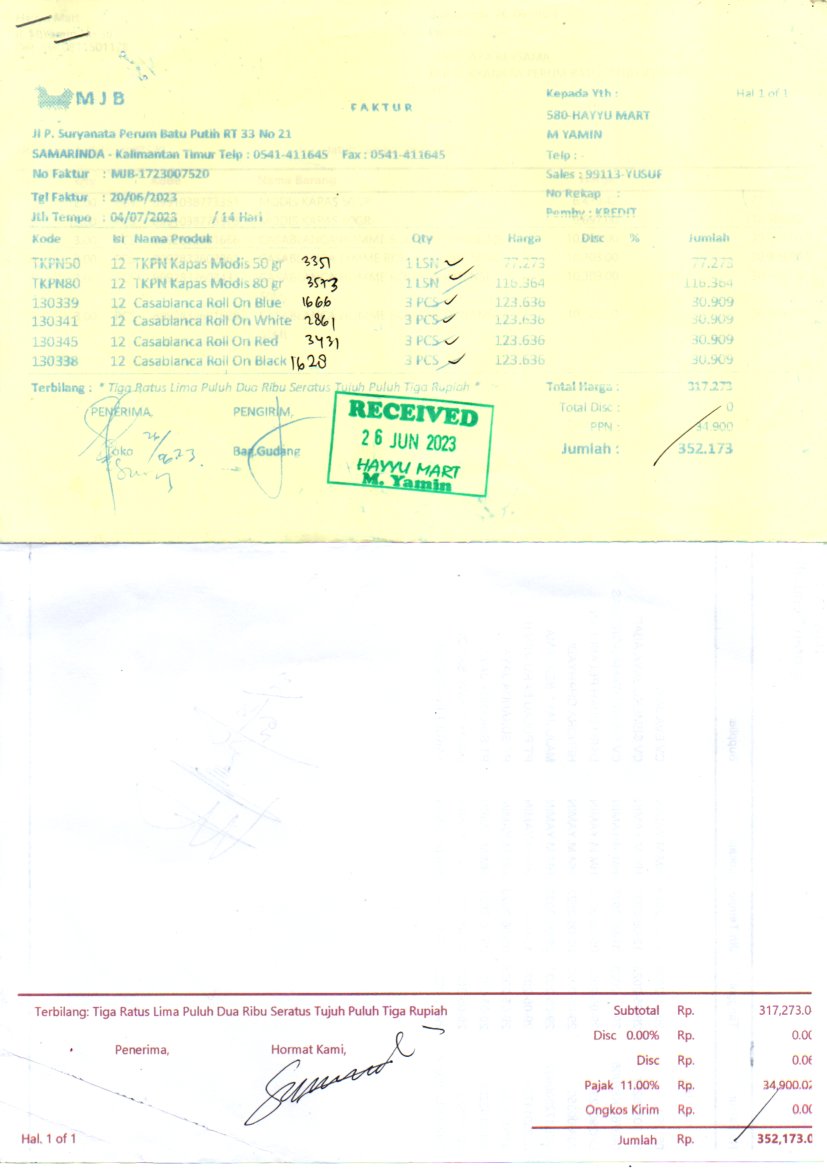 MJB
FAKTUR
Kepada Yth :
Hal 1 of 1
580-HAYYU MART
Jl P. Suryanata Perum Batu Putih RT 33 No 21
M YAMIN
SAMARINDA - Kalimantan Timur Telp : 0541-411645 Fax : 0541-411645
Telp : -
No Faktur : MJB-1723007520
Sales : 99113-YUSUF
Tgl Faktur : 20/06/2023
No Rekap :
Jth Tempo : 04/07/2023 / 14 Hari
Pemby : KREDIT
Kode Isi Nama Produk Qty Harga Disc % Jumlah
TKPN50 12 TKPN Kapas Modis 50 gr 3351 1 LSN 77.273 77.273
TKPN80 12 TKPN Kapas Modis 80 gr 3573 1 LSN 116.364 116.364
130339 12 Casablanca Roll On Blue 1666 3 PCS 123.636 30.909
130341 12 Casablanca Roll On White 2861 3 PCS 123.636 30.909
130345 12 Casablanca Roll On Red 3431 3 PCS 123.636 30.909
130338 12 Casablanca Roll On Black 1628 3 PCS 123.636 30.909
Terbilang : * Tiga Ratus Lima Puluh Dua Ribu Seratus Tujuh Puluh Tiga Rupiah *
Total Harga : 317.273
PENERIMA, PENGIRIM,
Total Disc : 0
PPN : 34.900
Jumlah : 352.173
Toko
Bag.Gudang
RECEIVED
26 JUN 2023
HAYYU MART
M. Yamin
Terbilang: Tiga Ratus Lima Puluh Dua Ribu Seratus Tujuh Puluh Tiga Rupiah
Subtotal Rp. 317,273.0
Disc 0.00% Rp. 0.00
Penerima, Hormat Kami,
Disc Rp. 0.06
Pajak 11.00% Rp. 34,900.02
Ongkos Kirim Rp. 0.00
Hal. 1 of 1
Jumlah Rp. 352,173.0